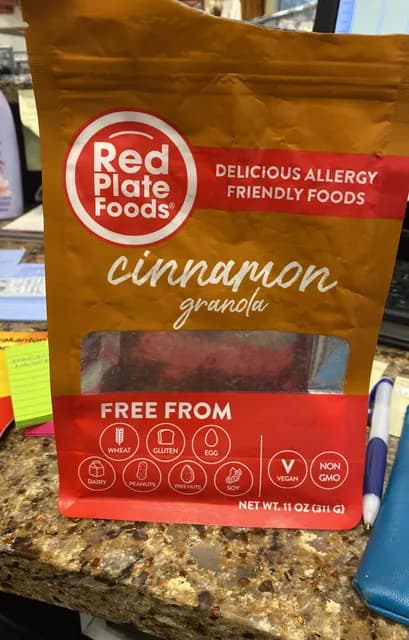 Red
Plate
Foods®
DELICIOUS ALLERGY
FRIENDLY FOODS
cinnamon
granola
FREE FROM
WHEAT
GLUTEN
EGG
DAIRY
PEANUTS
TREE NUTS
SOY
V
VEGAN
NON
GMO
NET WT. 11 OZ (311 G)